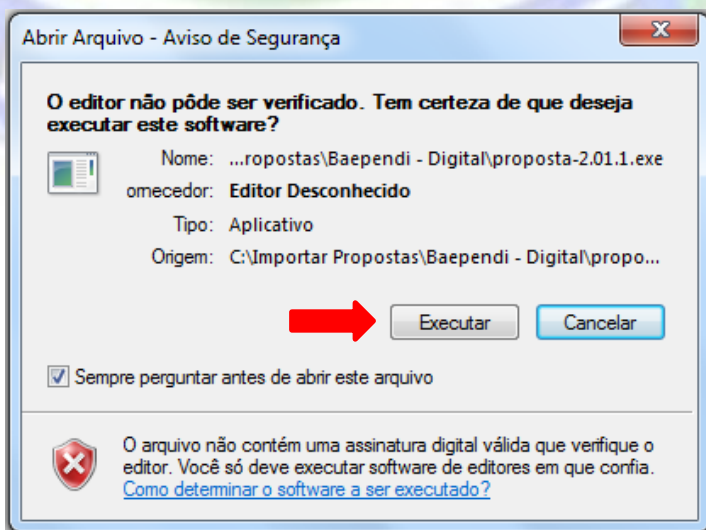 Abrir Arquivo - Aviso de Segurança
O editor não pôde ser verificado. Tem certeza de que deseja
executar este software?
Nome: ...ropostas\Baependi - Digital\proposta-2.01.1.exe
omecedor: Editor Desconhecido
Tipo: Aplicativo
Origem: C:\Importar Propostas\Baependi - Digital\propo...
Executar Cancelar
Sempre perguntar antes de abrir este arquivo
O arquivo não contém uma assinatura digital válida que verifique o
editor. Você só deve executar software de editores em que confia.
Como determinar o software a ser executado?